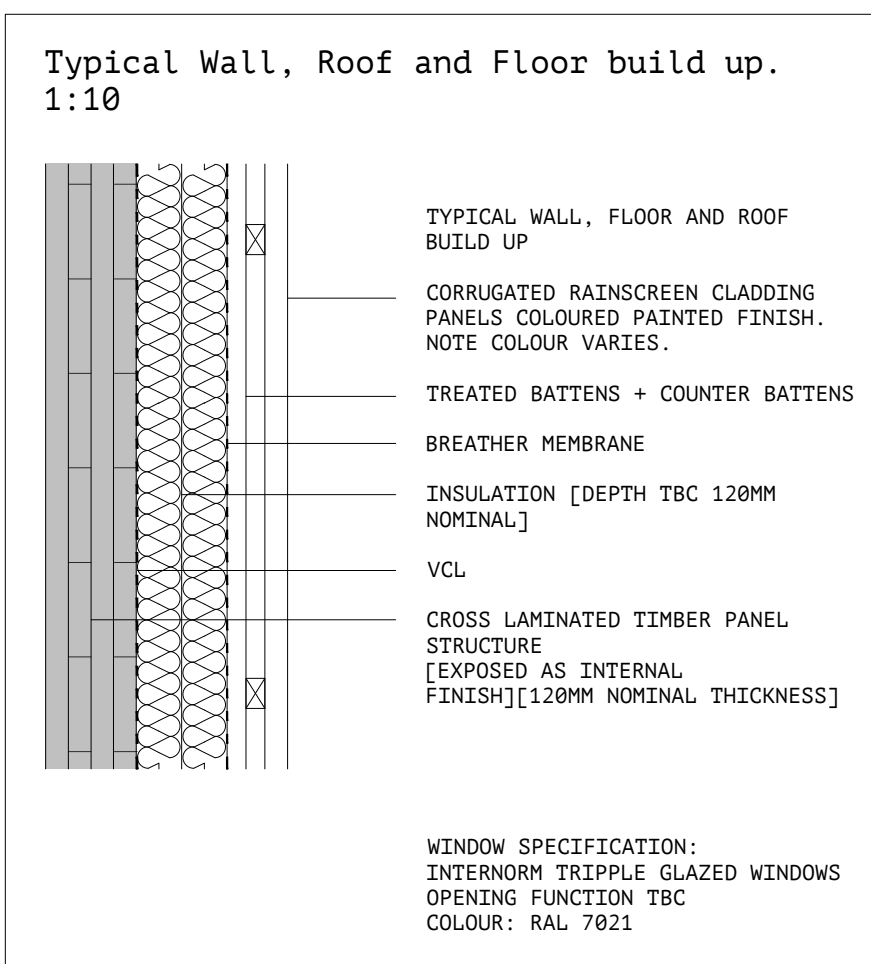 Typical Wall, Roof and Floor build up.
1:10
TYPICAL WALL, FLOOR AND ROOF
BUILD UP
CORRUGATED RAINSCREEN CLADDING
PANELS COLOURED PAINTED FINISH.
NOTE COLOUR VARIES.
TREATED BATTENS + COUNTER BATTENS
BREATHER MEMBRANE
INSULATION [DEPTH TBC 120MM
NOMINAL]
VCL
CROSS LAMINATED TIMBER PANEL
STRUCTURE
[EXPOSED AS INTERNAL
FINISH][120MM NOMINAL THICKNESS]
WINDOW SPECIFICATION:
INTERNORM TRIPPLE GLAZED WINDOWS
OPENING FUNCTION TBC
COLOUR: RAL 7021